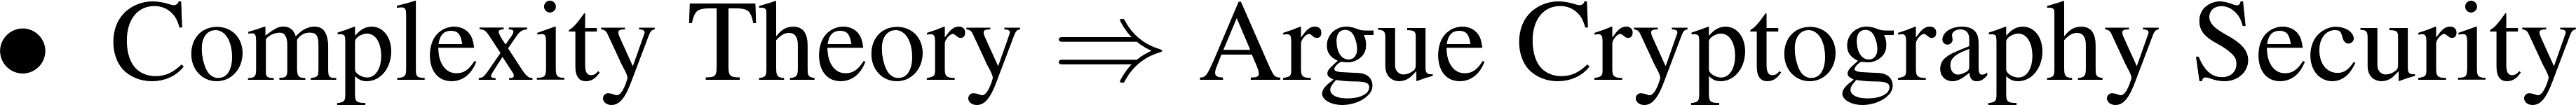 • Complexity Theory ⇒ Argue Cryptography Security